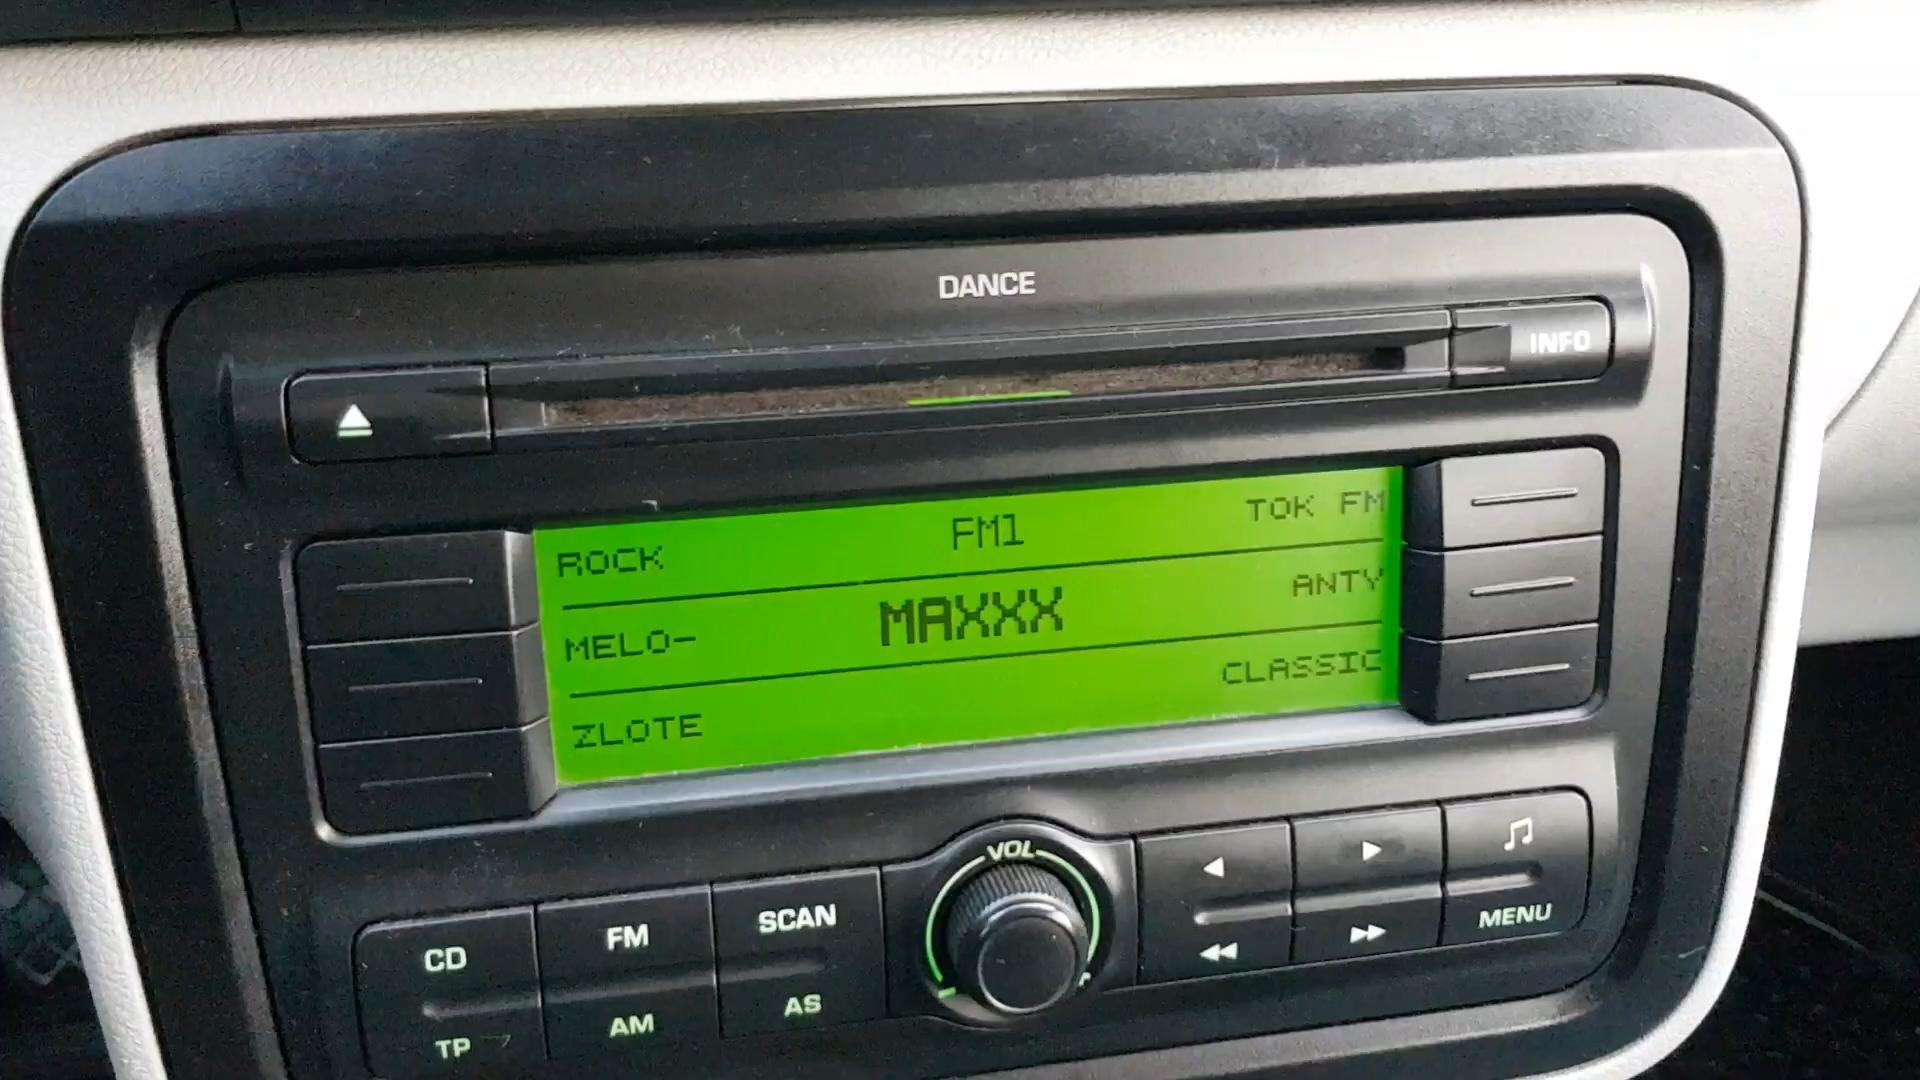 DANCE
INFO
ROCK FM1 TOK FM
MELO- MAXXX ANTY
ZLOTE CLASSIC
VOL
CD FM SCAN
MENU
TP AM AS